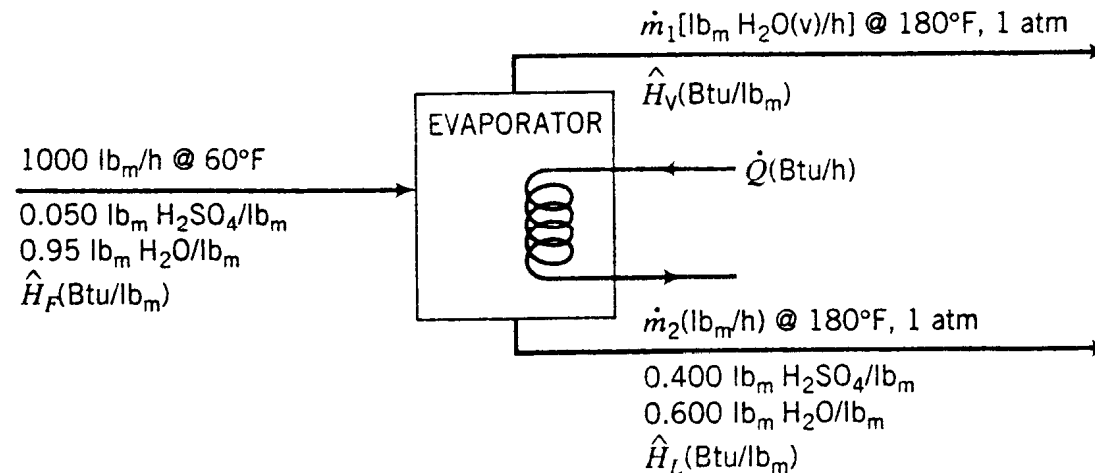 ṁ₁[lbₘ H₂O(v)/h] @ 180°F, 1 atm
Ĥᵥ(Btu/lbₘ)
EVAPORATOR
1000 lbₘ/h @ 60°F
0.050 lbₘ H₂SO₄/lbₘ
0.95 lbₘ H₂O/lbₘ
Ĥ_F(Btu/lbₘ)
Q̇(Btu/h)
ṁ₂(lbₘ/h) @ 180°F, 1 atm
0.400 lbₘ H₂SO₄/lbₘ
0.600 lbₘ H₂O/lbₘ
Ĥ_L(Btu/lbₘ)